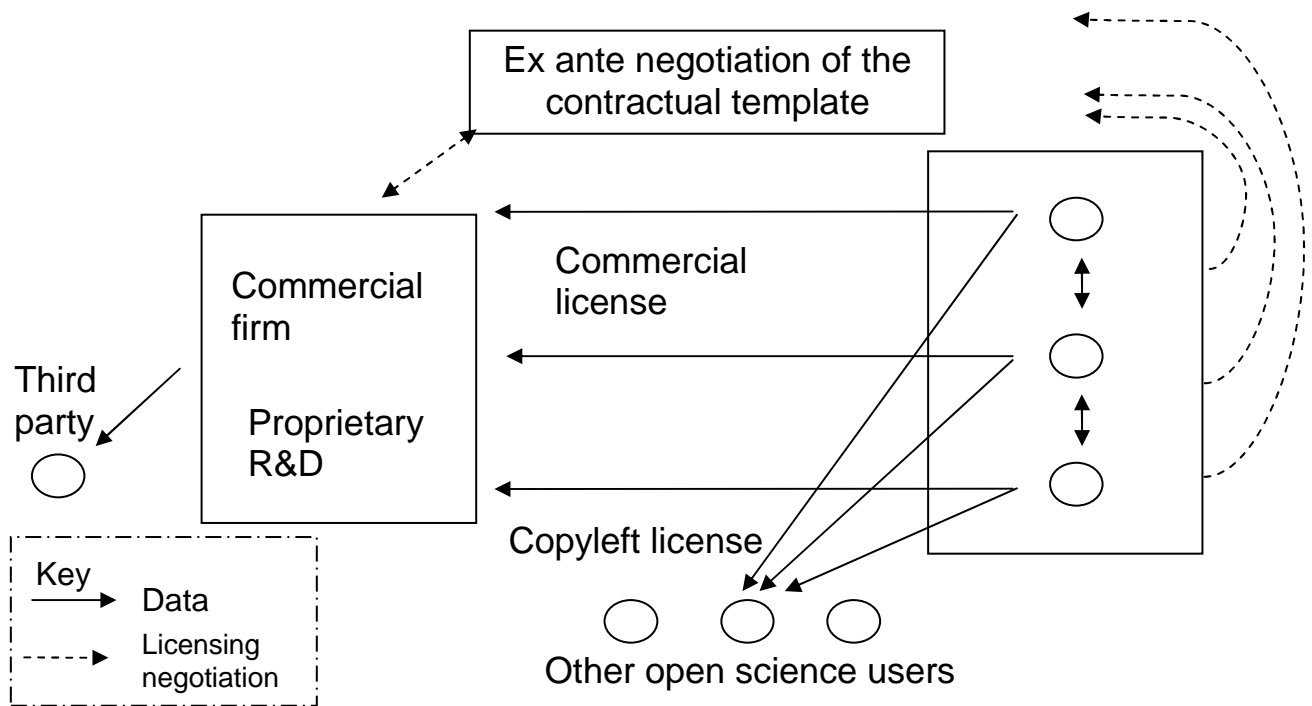 Ex ante negotiation of the
contractual template
Commercial
license
Commercial
firm
Third
party
Proprietary
R&D
Copyleft license
Key
Data
Licensing
negotiation
Other open science users